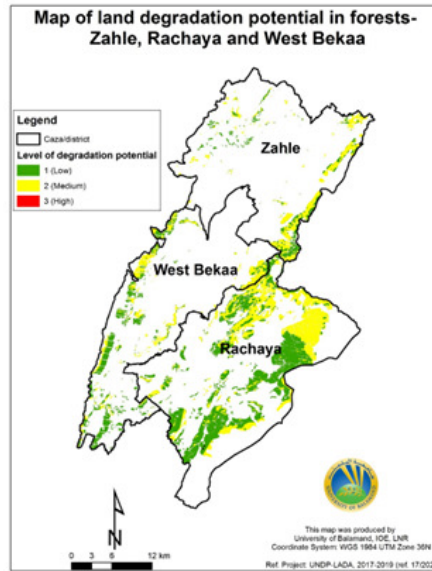 Map of land degradation potential in forests-
Zahle, Rachaya and West Bekaa
Legend
Caza/district
Level of degradation potential
1 (Low)
2 (Medium)
3 (High)
Zahle
West Bekaa
Rachaya
N
0 3 6 12 km
This map was produced by
University of Balamand, IOE, LNR
Coordinate System: WGS 1984 UTM Zone 36N
Ref. Project: UNDP-LADA, 2017-2019 (ref. 17/202